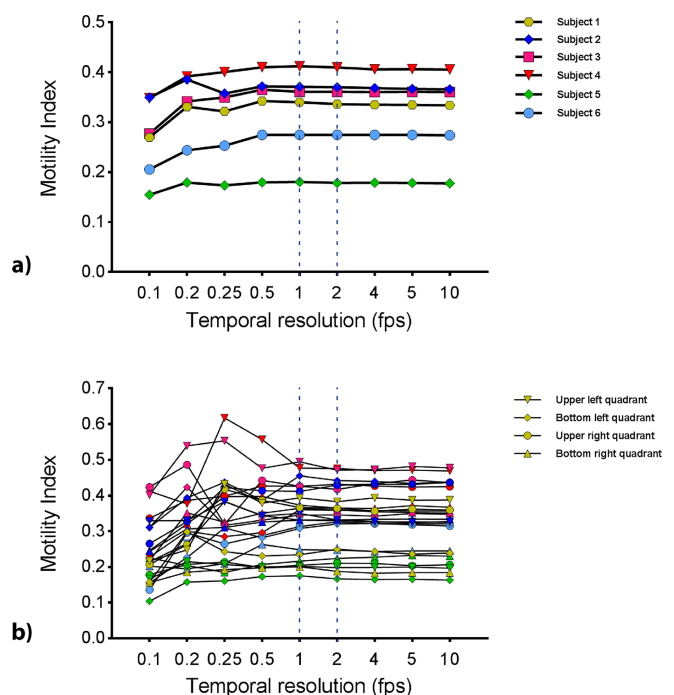 0.5
0.4
0.3
0.2
0.1
0.0
Motility Index
0.1 0.2 0.25 0.5 1 2 4 5 10
Temporal resolution (fps)
Subject 1
Subject 2
Subject 3
Subject 4
Subject 5
Subject 6
a)
0.7
0.6
0.5
0.4
0.3
0.2
0.1
0.0
Motility Index
0.1 0.2 0.25 0.5 1 2 4 5 10
Temporal resolution (fps)
Upper left quadrant
Bottom left quadrant
Upper right quadrant
Bottom right quadrant
b)